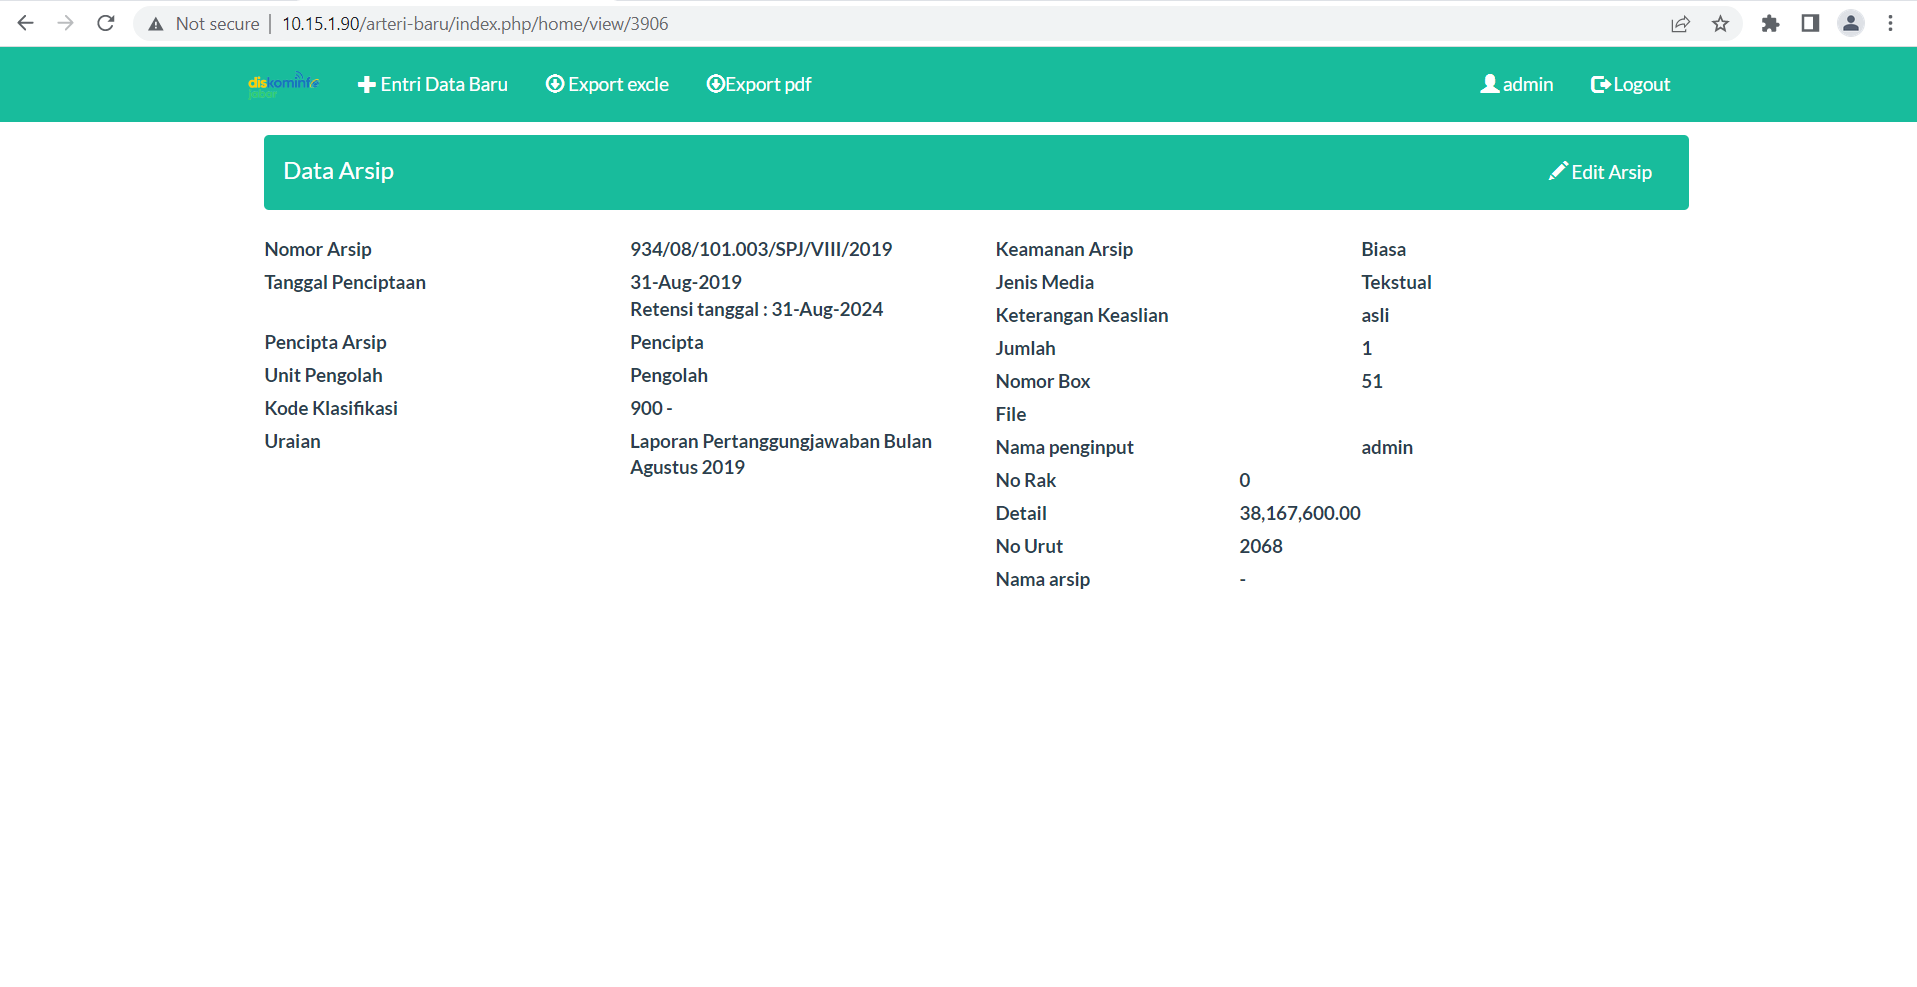 Not secure | 10.15.1.90/arteri-baru/index.php/home/view/3906
diskominfo
jabar
Entri Data Baru
Export excle
Export pdf
admin
Logout
Data Arsip
Edit Arsip
Nomor Arsip 934/08/101.003/SPJ/VIII/2019
Tanggal Penciptaan 31-Aug-2019
Retensi tanggal : 31-Aug-2024
Pencipta Arsip Pencipta
Unit Pengolah Pengolah
Kode Klasifikasi 900 -
Uraian Laporan Pertanggungjawaban Bulan
Agustus 2019
Keamanan Arsip Biasa
Jenis Media Tekstual
Keterangan Keaslian asli
Jumlah 1
Nomor Box 51
File
Nama penginput admin
No Rak 0
Detail 38,167,600.00
No Urut 2068
Nama arsip -